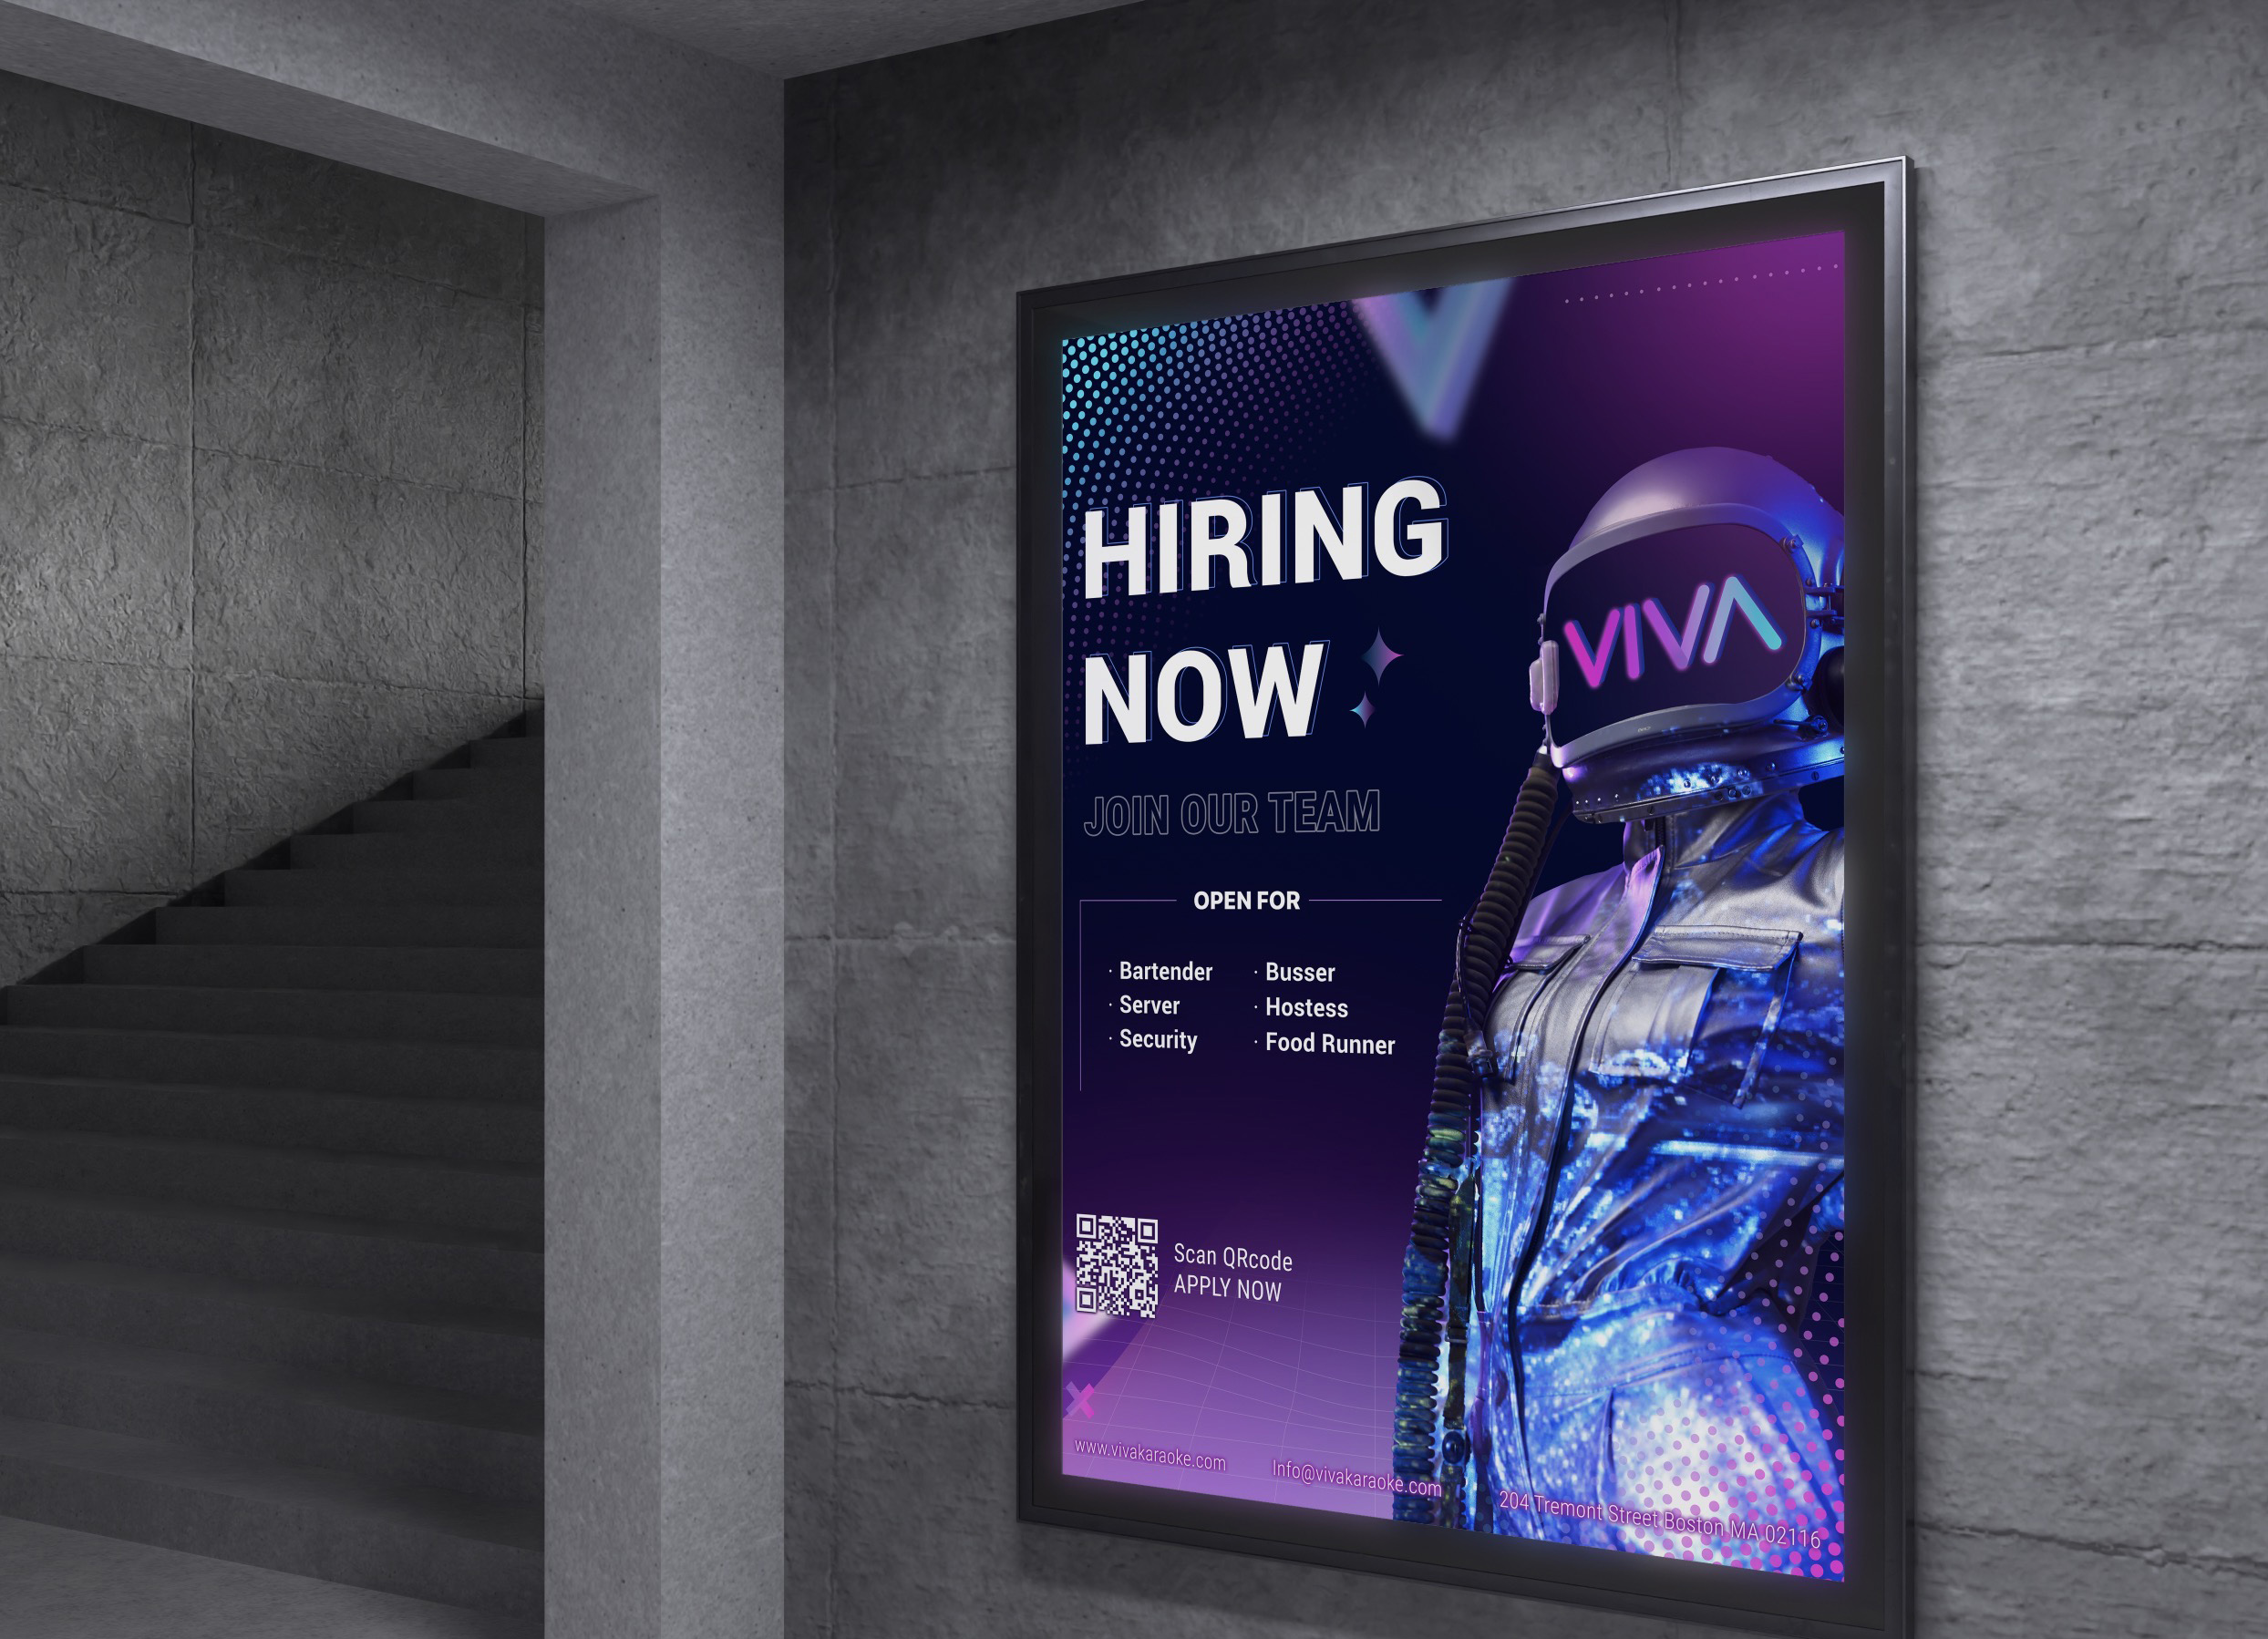 HIRING
NOW
VIVA
JOIN OUR TEAM
OPEN FOR
· Bartender
· Server
· Security
· Busser
· Hostess
· Food Runner
Scan QRcode
APPLY NOW
www.vivakaraoke.com
Info@vivakaraoke.com
204 Tremont Street Boston MA 02116